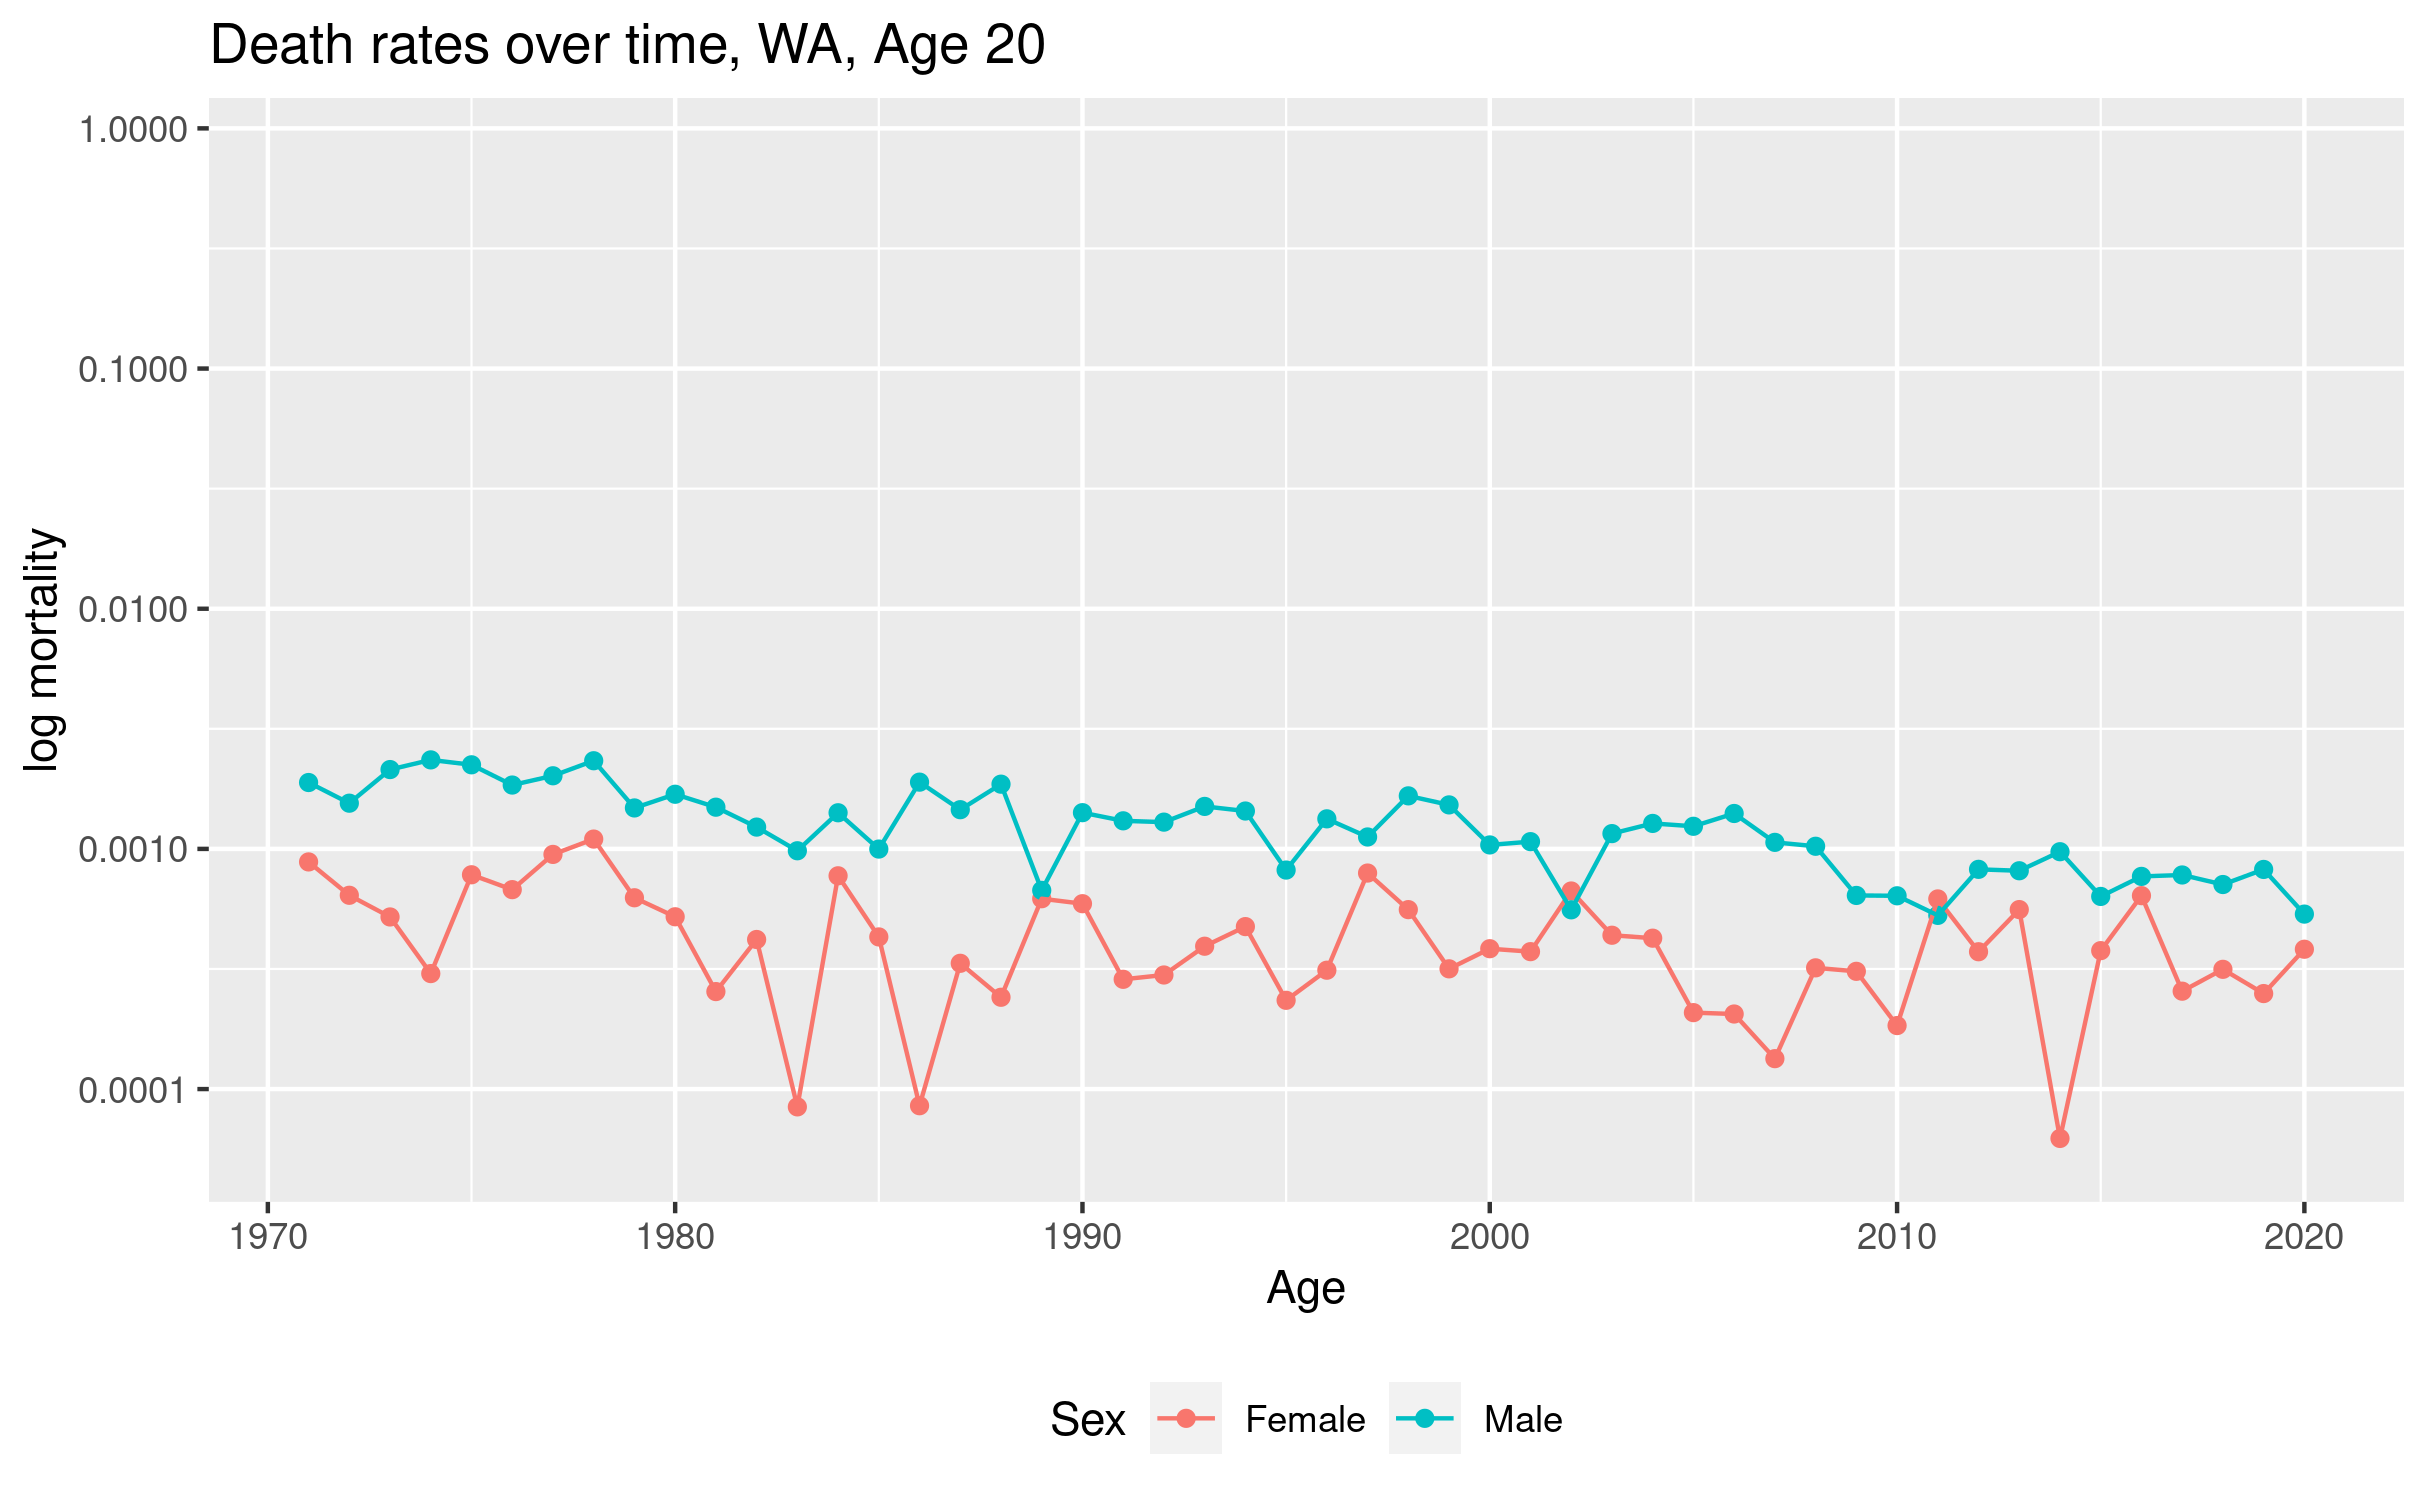 Death rates over time, WA, Age 20
log mortality
1.0000
0.1000
0.0100
0.0010
0.0001
1970 1980 1990 2000 2010 2020
Age
Sex Female Male